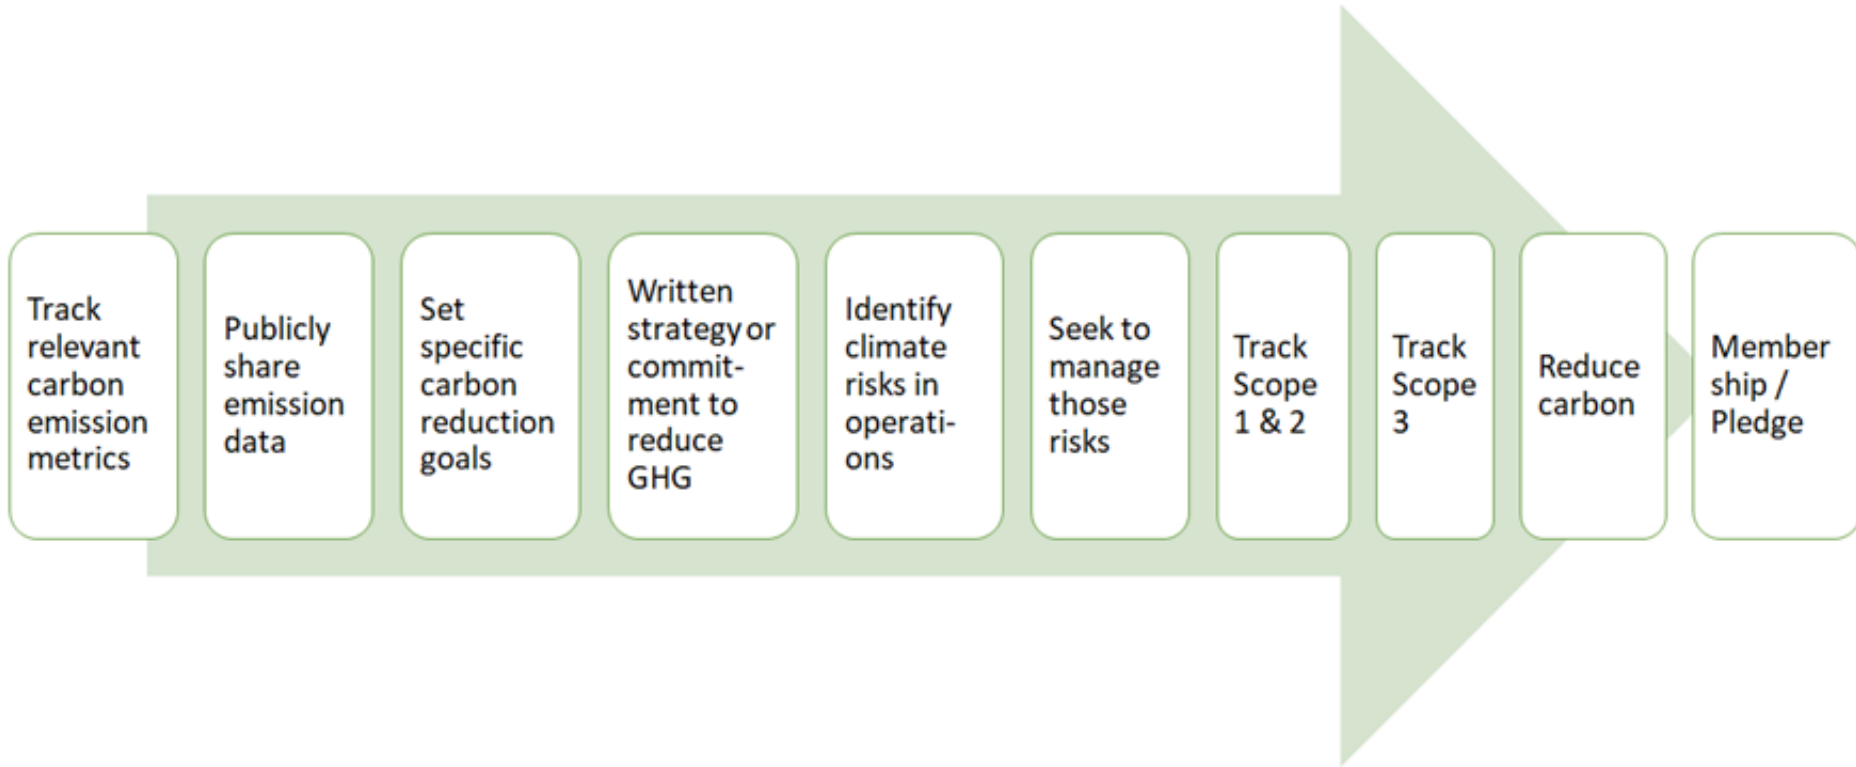 Track
relevant
carbon
emission
metrics
Publicly
share
emission
data
Set
specific
carbon
reduction
goals
Written
strategy or
commit-
ment to
reduce
GHG
Identify
climate
risks in
operati-
ons
Seek to
manage
those
risks
Track
Scope
1 & 2
Track
Scope
3
Reduce
carbon
Member
ship /
Pledge